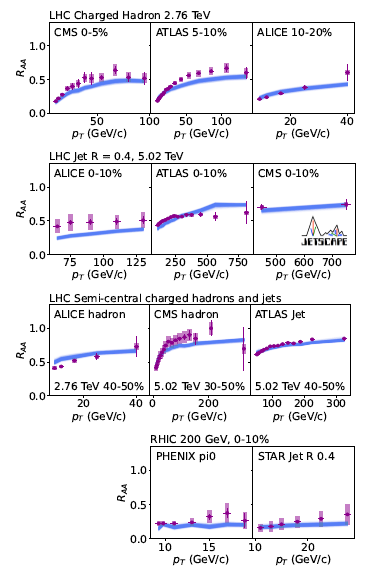 LHC Charged Hadron 2.76 TeV
CMS 0-5% ATLAS 5-10% ALICE 10-20%
1.0
R_AA
0.5
0.0
50 100 0 50 100 20 40
p_T (GeV/c) p_T (GeV/c) p_T (GeV/c)
LHC Jet R = 0.4, 5.02 TeV
ALICE 0-10% ATLAS 0-10% CMS 0-10%
1.0
R_AA
0.5
JETSCAPE
0.0
75 100 125 250 500 750 500 600 700
p_T (GeV/c) p_T (GeV/c) p_T (GeV/c)
LHC Semi-central charged hadrons and jets
ALICE hadron CMS hadron ATLAS Jet
1.0
R_AA
0.5
2.76 TeV 40-50% 5.02 TeV 30-50% 5.02 TeV 40-50%
0.0
20 40 0 200 100 200 300
p_T (GeV/c) p_T (GeV/c) p_T (GeV/c)
RHIC 200 GeV, 0-10%
PHENIX pi0 STAR Jet R 0.4
1.0
R_AA
0.5
0.0
10 15 10 20
p_T (GeV/c) p_T (GeV/c)